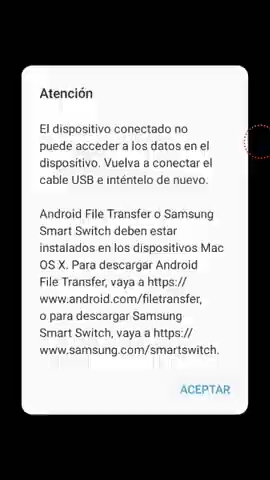 Atención
El dispositivo conectado no
puede acceder a los datos en el
dispositivo. Vuelva a conectar el
cable USB e inténtelo de nuevo.
Android File Transfer o Samsung
Smart Switch deben estar
instalados en los dispositivos Mac
OS X. Para descargar Android
File Transfer, vaya a https://
www.android.com/filetransfer,
o para descargar Samsung
Smart Switch, vaya a https://
www.samsung.com/smartswitch.
ACEPTAR